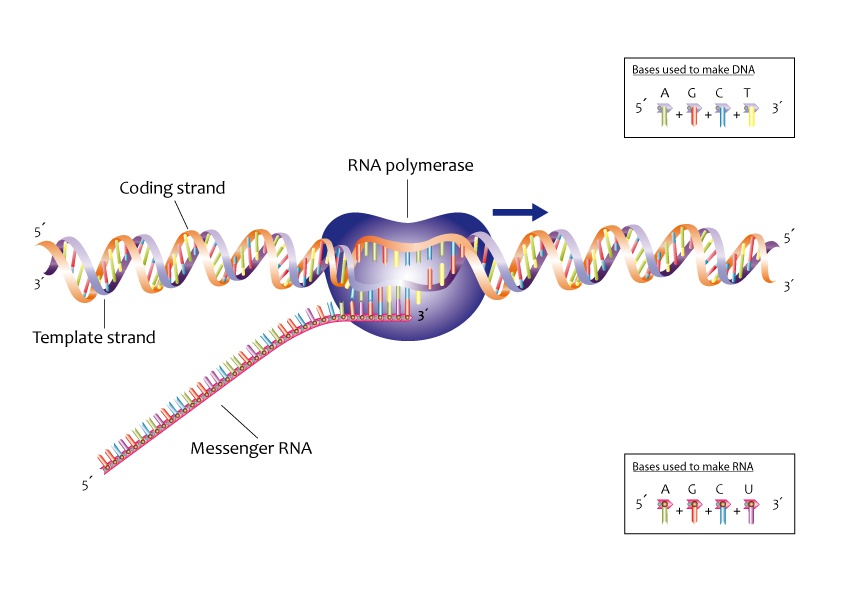 Bases used to make DNA
A G C T
5´ + + + 3´
RNA polymerase
Coding strand
5´
5´
3´
3´
3´
Template strand
Messenger RNA
5´
Bases used to make RNA
A G C U
5´ + + + 3´